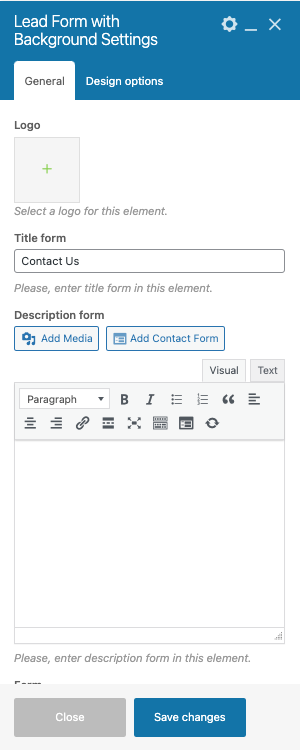 Lead Form with
Background Settings
General
Design options
Logo
Select a logo for this element.
Title form
Contact Us
Please, enter title form in this element.
Description form
Add Media
Add Contact Form
Visual
Text
Paragraph
Please, enter description form in this element.
Form
Close
Save changes